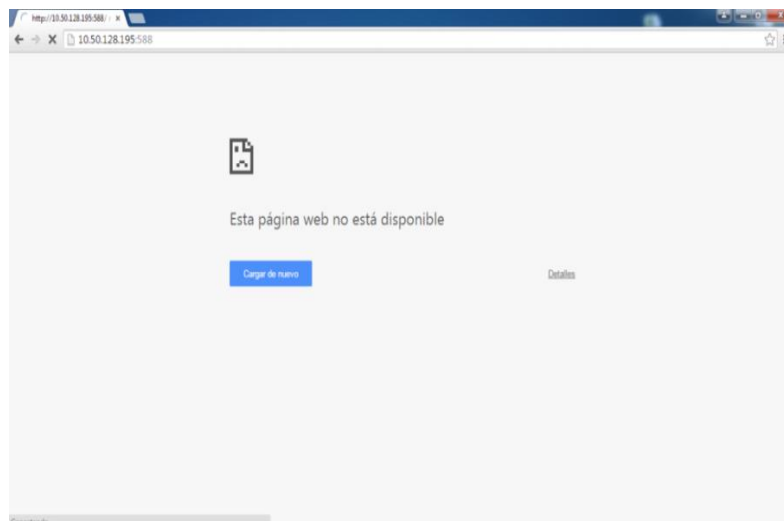 http://10.50.128.195:588/
10.50.128.195:588
Esta página web no está disponible
Cargar de nuevo
Detalles